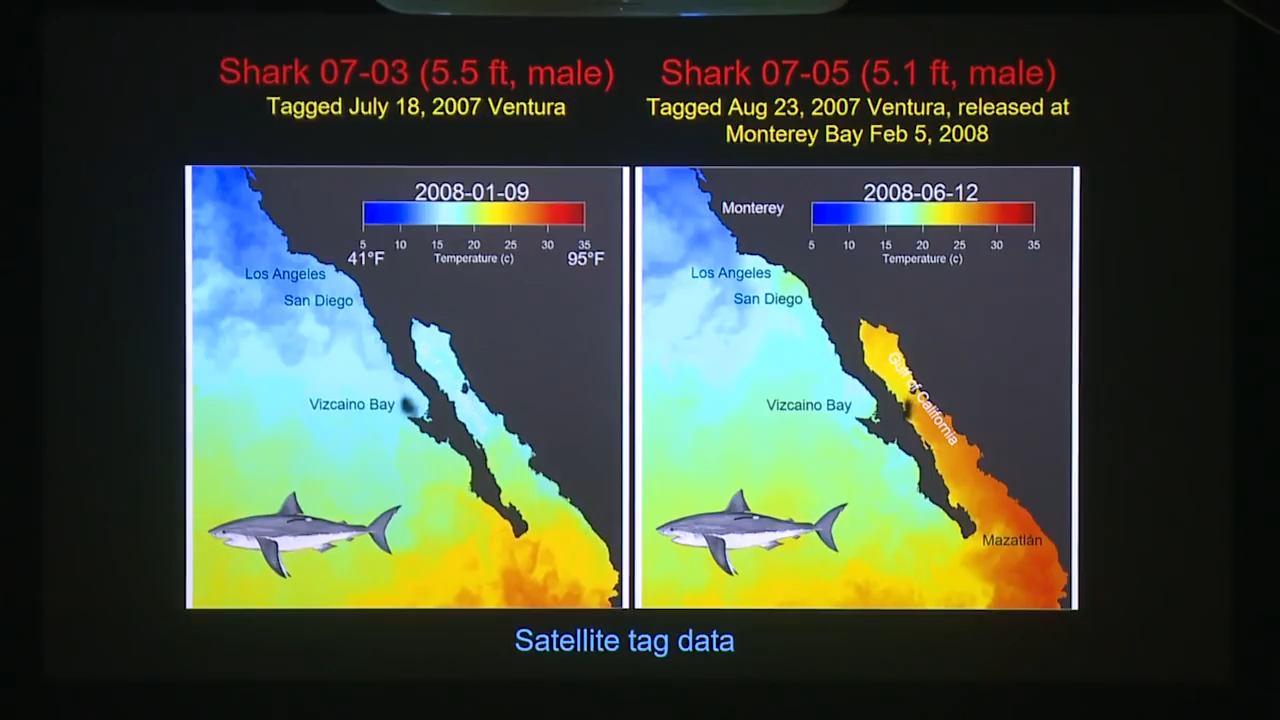 Shark 07-03 (5.5 ft, male)
Tagged July 18, 2007 Ventura
Shark 07-05 (5.1 ft, male)
Tagged Aug 23, 2007 Ventura, released at
Monterey Bay Feb 5, 2008
2008-01-09
5 10 15 20 25 30 35
41°F Temperature (c) 95°F
Los Angeles
San Diego
Vizcaino Bay
2008-06-12
Monterey
5 10 15 20 25 30 35
Temperature (c)
Los Angeles
San Diego
Gulf of California
Vizcaino Bay
Mazatlán
Satellite tag data